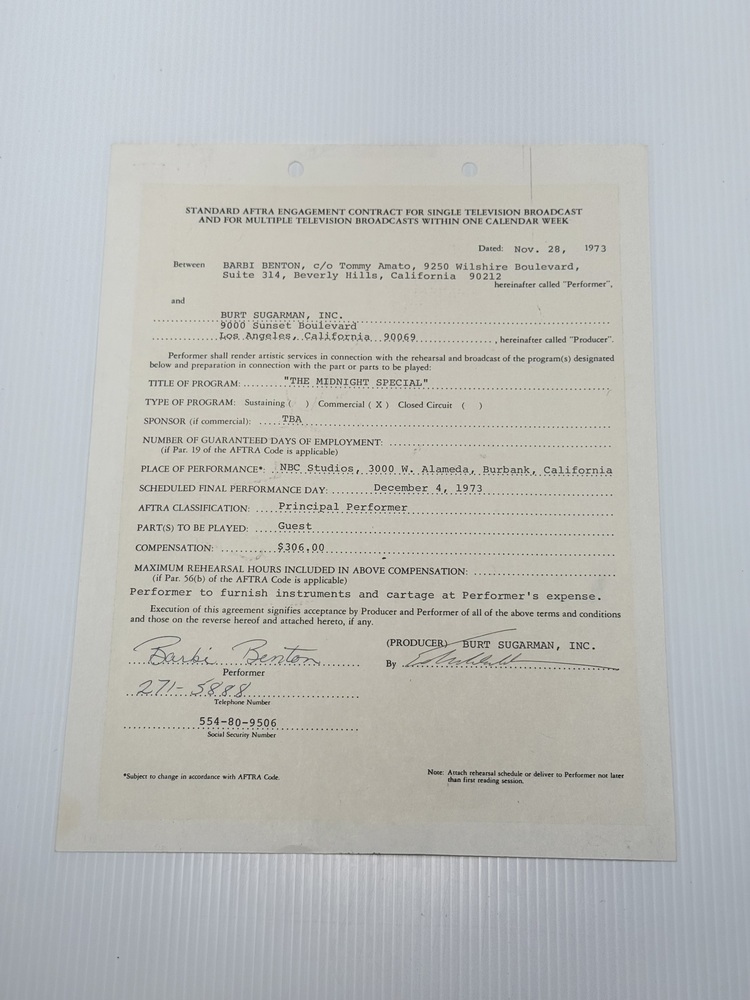 STANDARD AFTRA ENGAGEMENT CONTRACT FOR SINGLE TELEVISION BROADCAST
AND FOR MULTIPLE TELEVISION BROADCASTS WITHIN ONE CALENDAR WEEK
Dated: Nov. 28, 1973
Between BARBI BENTON, c/o Tommy Amato, 9250 Wilshire Boulevard,
Suite 314, Beverly Hills, California 90212
hereinafter called "Performer",
and
BURT SUGARMAN, INC.
9000 Sunset Boulevard
Los Angeles, California 90069, hereinafter called "Producer".
Performer shall render artistic services in connection with the rehearsal and broadcast of the program(s) designated
below and preparation in connection with the part or parts to be played:
TITLE OF PROGRAM: "THE MIDNIGHT SPECIAL"
TYPE OF PROGRAM: Sustaining ( ) Commercial ( X ) Closed Circuit ( )
SPONSOR (if commercial): TBA
NUMBER OF GUARANTEED DAYS OF EMPLOYMENT:
(if Par. 19 of the AFTRA Code is applicable)
PLACE OF PERFORMANCE*: NBC Studios, 3000 W. Alameda, Burbank, California
SCHEDULED FINAL PERFORMANCE DAY: December 4, 1973
AFTRA CLASSIFICATION: Principal Performer
PART(S) TO BE PLAYED: Guest
COMPENSATION: $306.00
MAXIMUM REHEARSAL HOURS INCLUDED IN ABOVE COMPENSATION:
(if Par. 56(b) of the AFTRA Code is applicable)
Performer to furnish instruments and cartage at Performer's expense.
Execution of this agreement signifies acceptance by Producer and Performer of all of the above terms and conditions
and those on the reverse hereof and attached hereto, if any.
(PRODUCER) BURT SUGARMAN, INC.
Barbi Benton
By
Performer
271-5888
Telephone Number
[Social Security number redacted]
Social Security Number
*Subject to change in accordance with AFTRA Code.
Note: Attach rehearsal schedule or deliver to Performer not later
than first reading session.